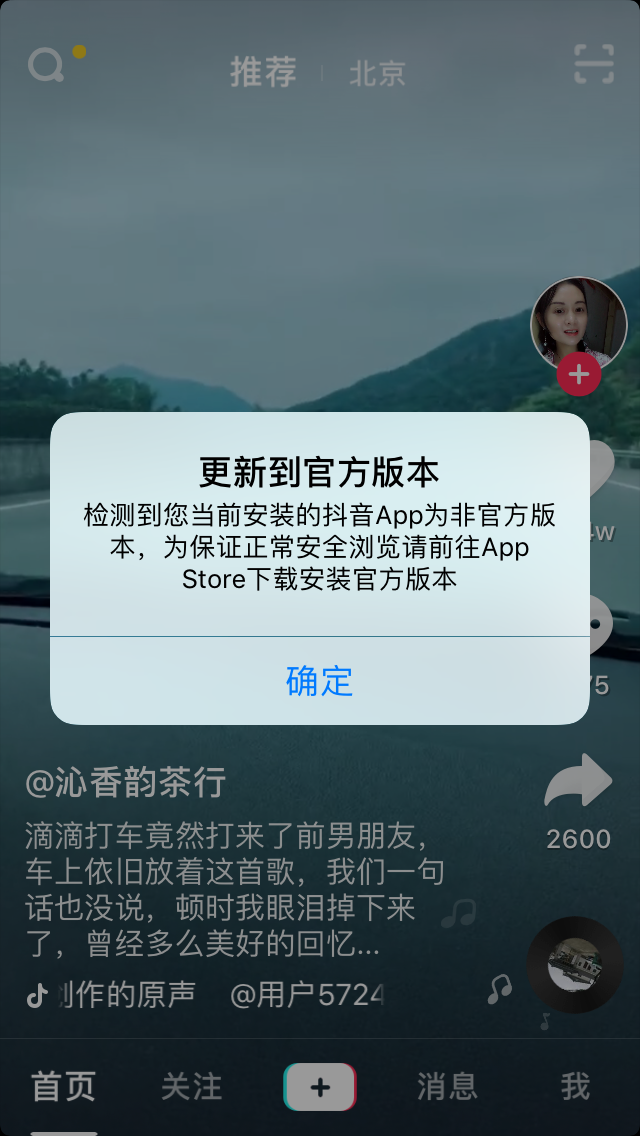 推荐
北京
更新到官方版本
检测到您当前安装的抖音App为非官方版
本，为保证正常安全浏览请前往App
Store下载安装官方版本
确定
@沁香韵茶行
2600
滴滴打车竟然打来了前男朋友，
车上依旧放着这首歌，我们一句
话也没说，顿时我眼泪掉下来
了，曾经多么美好的回忆...
创作的原声 @用户5724
首页
关注
消息
我